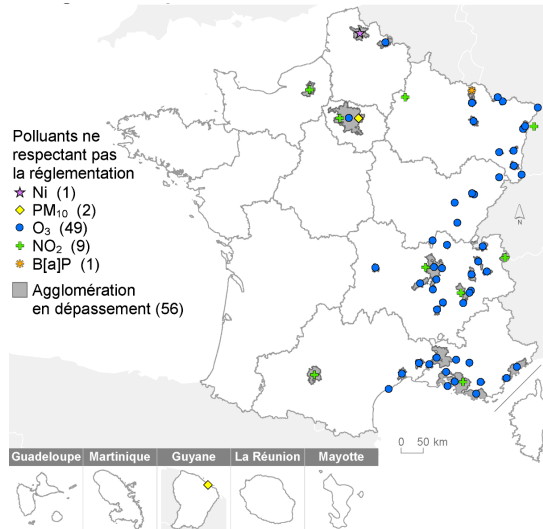 Polluants ne
respectant pas
la réglementation
Ni (1)
PM₁₀ (2)
O₃ (49)
NO₂ (9)
B[a]P (1)
Agglomération
en dépassement (56)
N
0 50 km
Guadeloupe Martinique Guyane La Réunion Mayotte